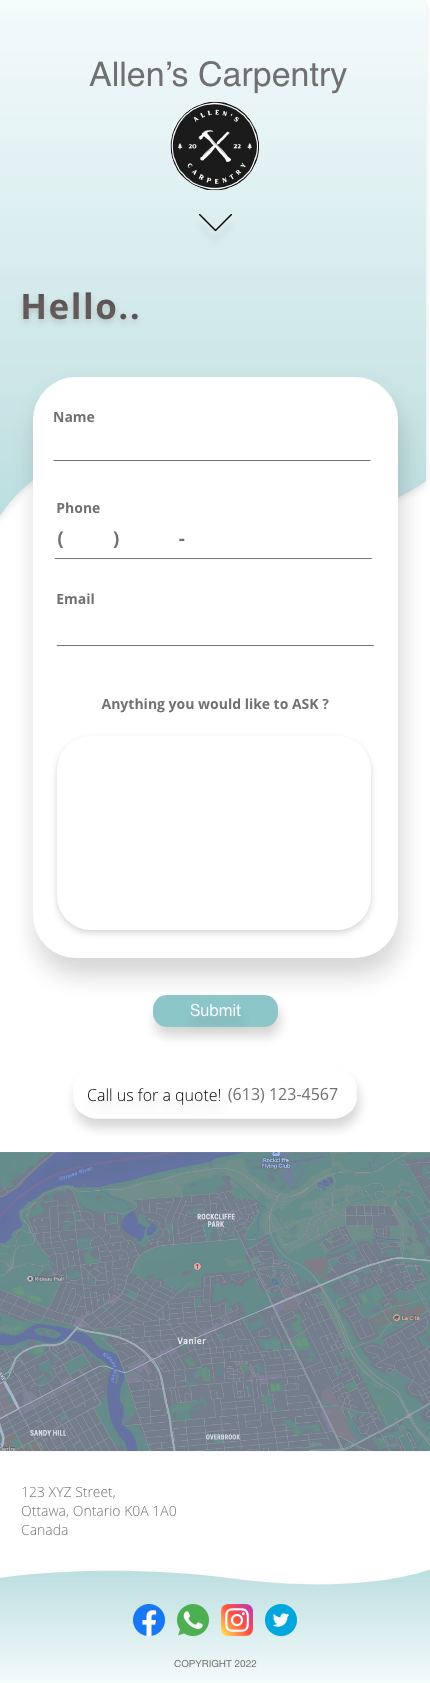 Allen’s Carpentry
ALLEN'S
20 22
CARPENTRY
Hello..
Name
Phone
( ) -
Email
Anything you would like to ASK ?
Submit
Call us for a quote! (613) 123-4567
Rockcliffe
Flying Club
Ottawa River
ROCKCLIFFE
PARK
Rideau Hall
Vanier
SANDY HILL
OVERBROOK
123 XYZ Street,
Ottawa, Ontario K0A 1A0
Canada
COPYRIGHT 2022